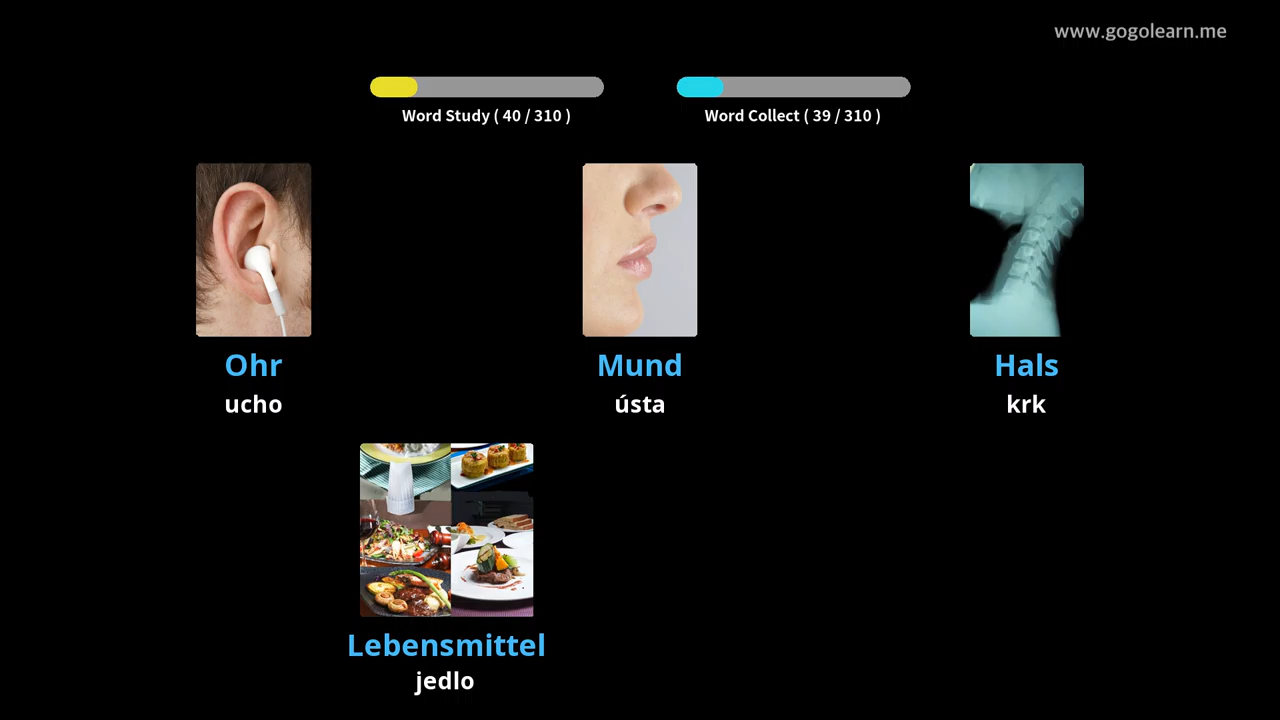 www.gogolearn.me
Word Study ( 40 / 310 )
Word Collect ( 39 / 310 )
Ohr
ucho
Mund
ústa
Hals
krk
Lebensmittel
jedlo